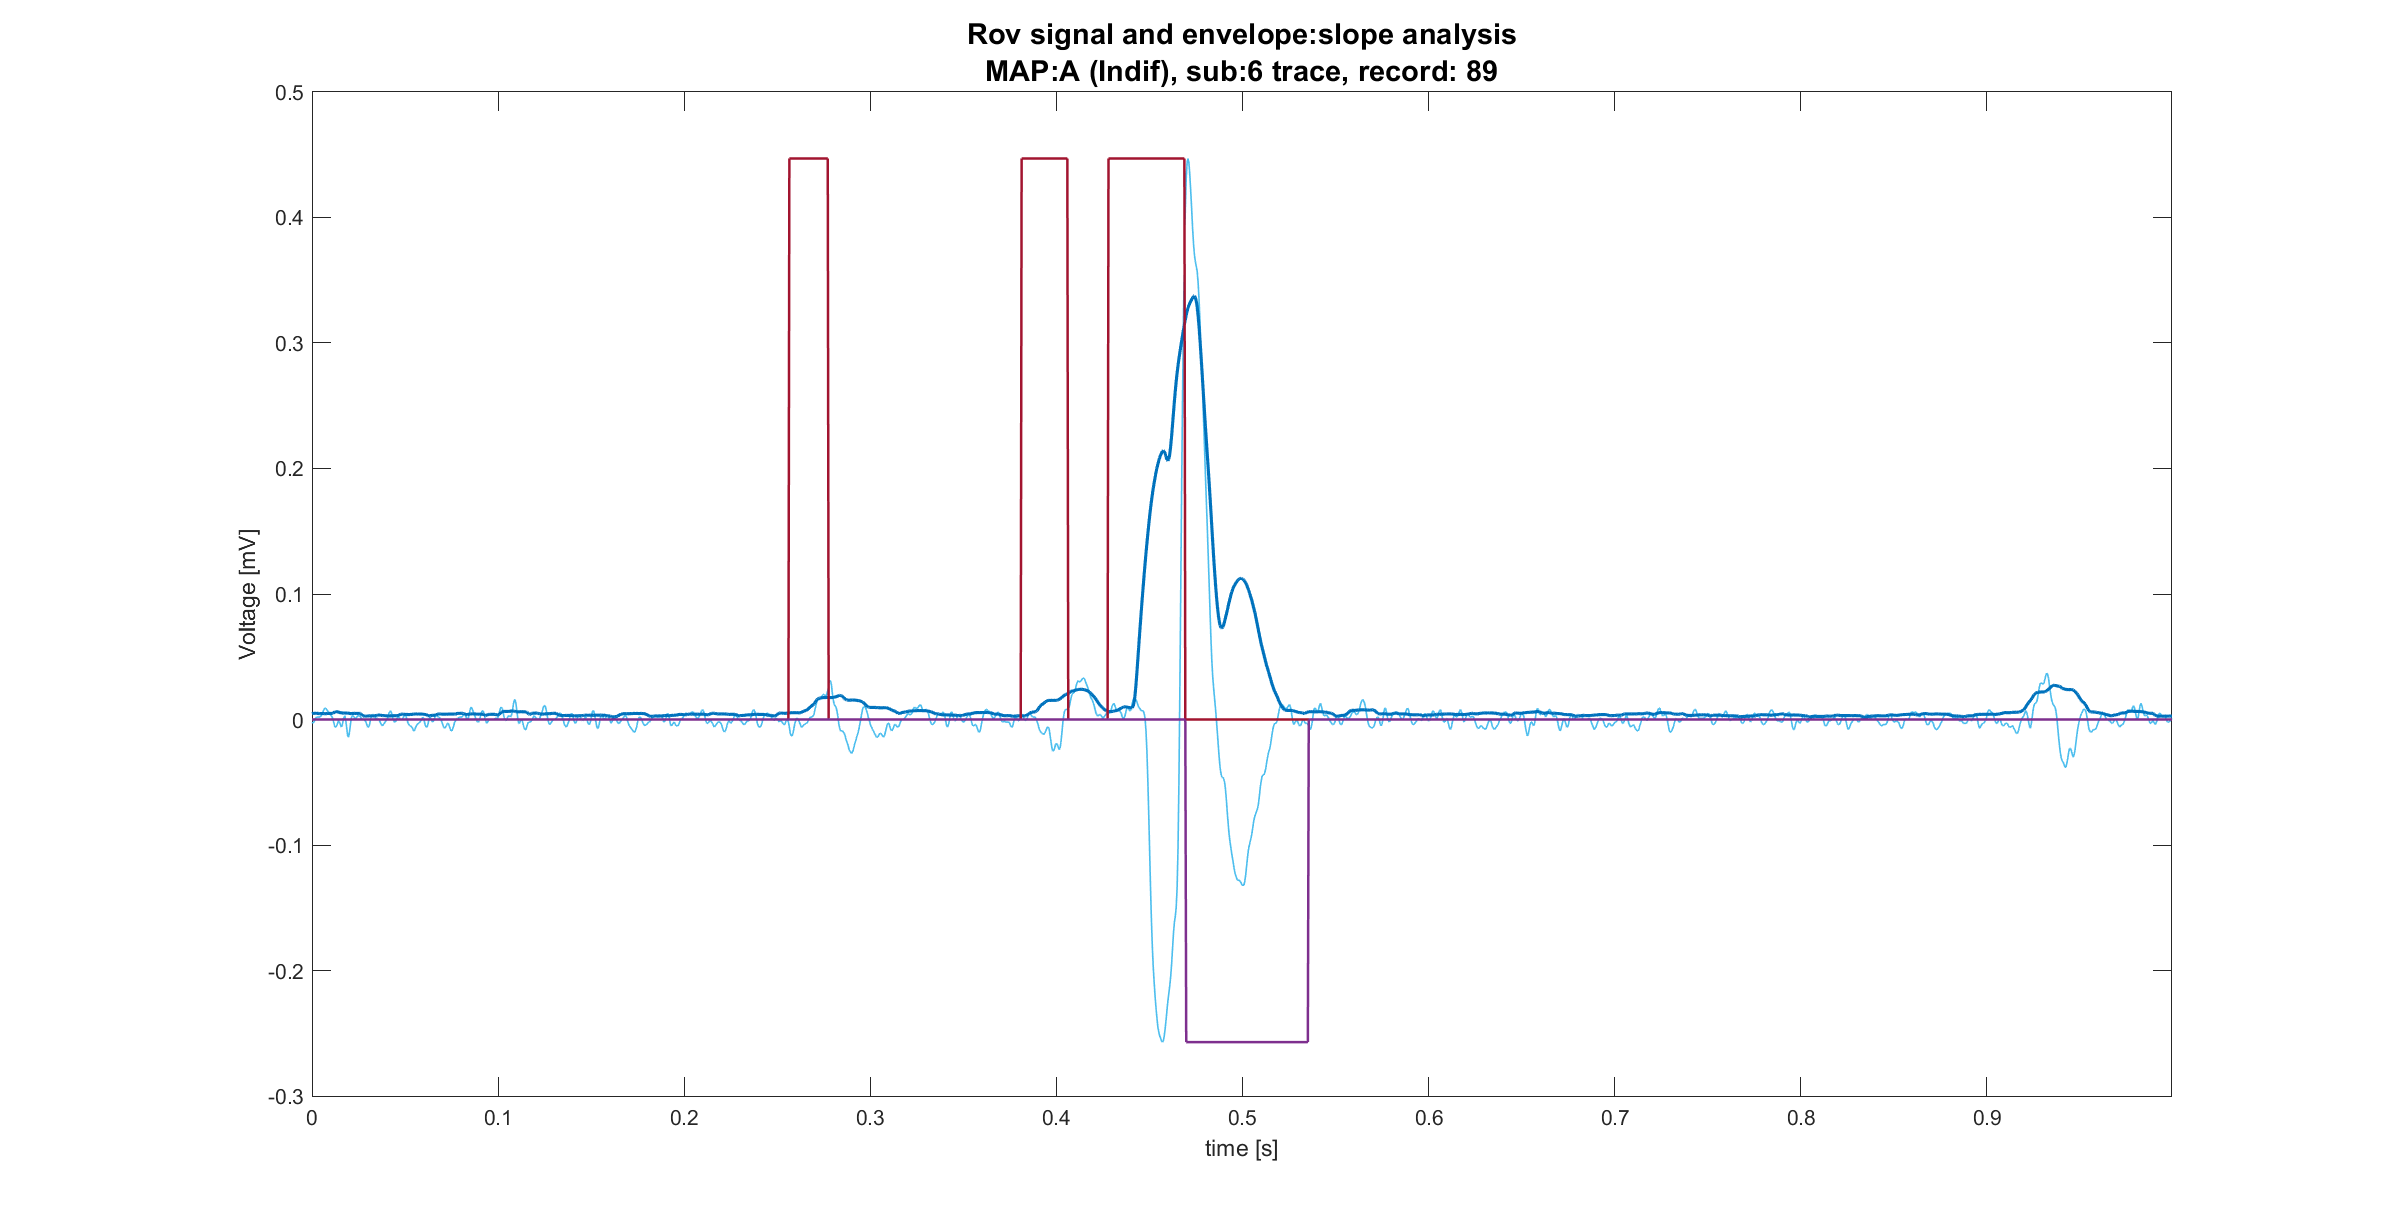 Rov signal and envelope:slope analysis
MAP:A (Indif), sub:6 trace, record: 89
0.5
0.4
0.3
0.2
0.1
0
-0.1
-0.2
-0.3
Voltage [mV]
0 0.1 0.2 0.3 0.4 0.5 0.6 0.7 0.8 0.9
time [s]